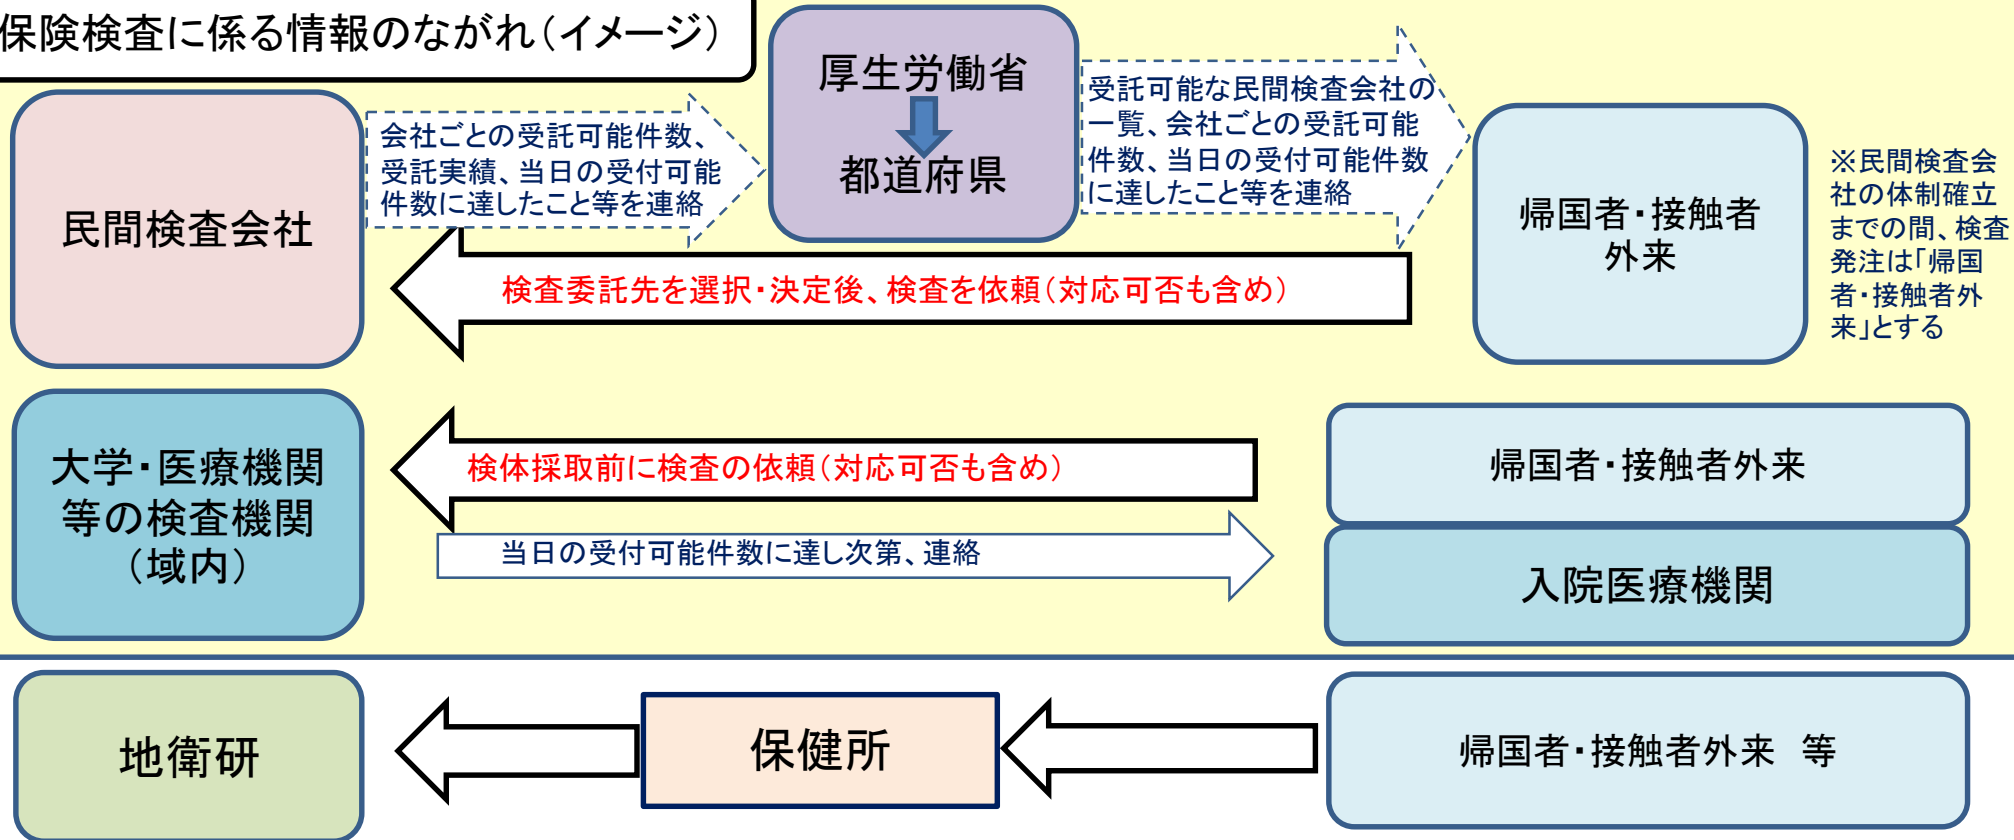 保険検査に係る情報のながれ（イメージ）
厚生労働省
都道府県
民間検査会社
会社ごとの受託可能件数、
受託実績、当日の受付可能
件数に達したこと等を連絡
受託可能な民間検査会社の
一覧、会社ごとの受託可能
件数、当日の受付可能件数
に達したこと等を連絡
帰国者・接触者
外来
※民間検査会
社の体制確立
までの間、検査
発注は「帰国
者・接触者外
来」とする
検査委託先を選択・決定後、検査を依頼（対応可否も含め）
大学・医療機関
等の検査機関
（域内）
検体採取前に検査の依頼（対応可否も含め）
当日の受付可能件数に達し次第、連絡
帰国者・接触者外来
入院医療機関
地衛研
保健所
帰国者・接触者外来　等